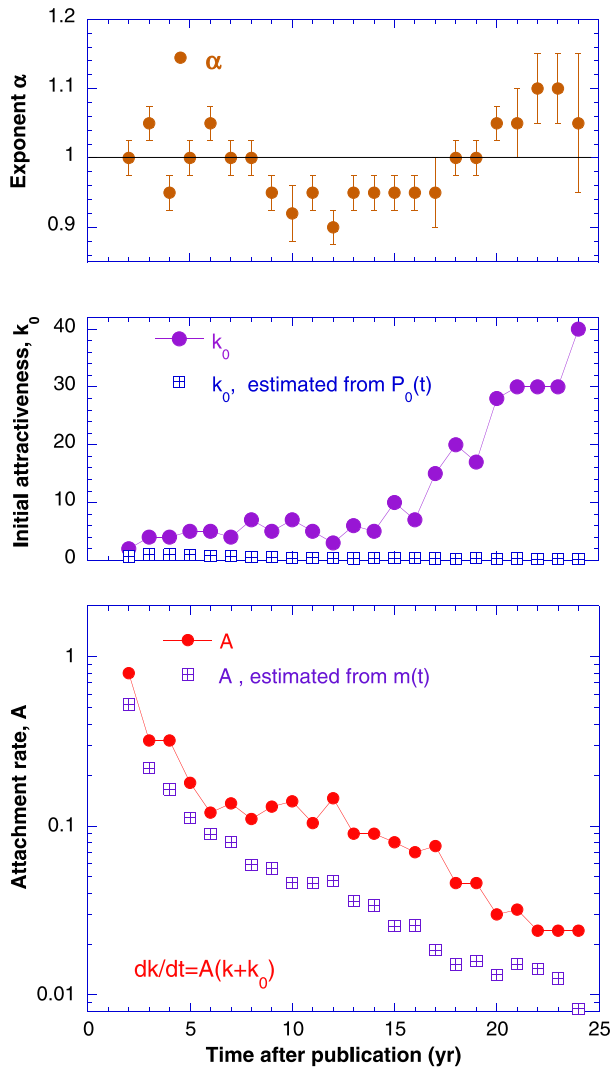 1.2
1.1
1
0.9
Exponent α
α
40
30
20
10
0
Initial attractiveness, k0
k0
k0, estimated from P0(t)
1
0.1
0.01
Attachment rate, A
A
A , estimated from m(t)
dk/dt=A(k+k0)
0 5 10 15 20 25
Time after publication (yr)